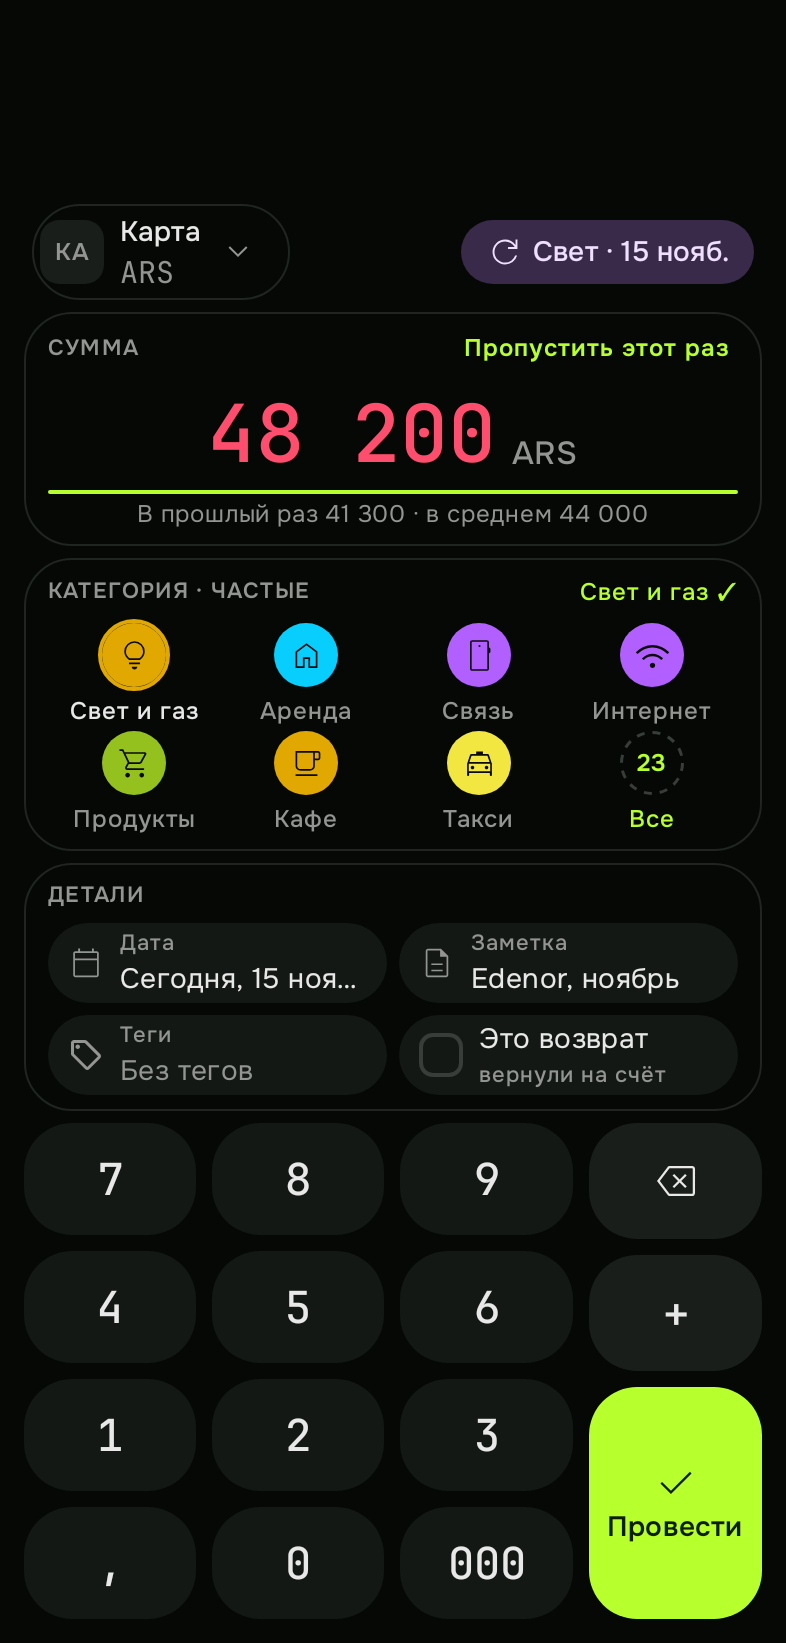 КА
Карта
ARS
Свет · 15 нояб.
СУММА
Пропустить этот раз
48 200 ARS
В прошлый раз 41 300 · в среднем 44 000
КАТЕГОРИЯ · ЧАСТЫЕ
Свет и газ ✓
Свет и газ
Аренда
Связь
Интернет
23
Продукты
Кафе
Такси
Все
ДЕТАЛИ
Дата
Сегодня, 15 ноя...
Заметка
Edenor, ноябрь
Теги
Без тегов
Это возврат
вернули на счёт
7 8 9
4 5 6 +
1 2 3
Провести
, 0 000